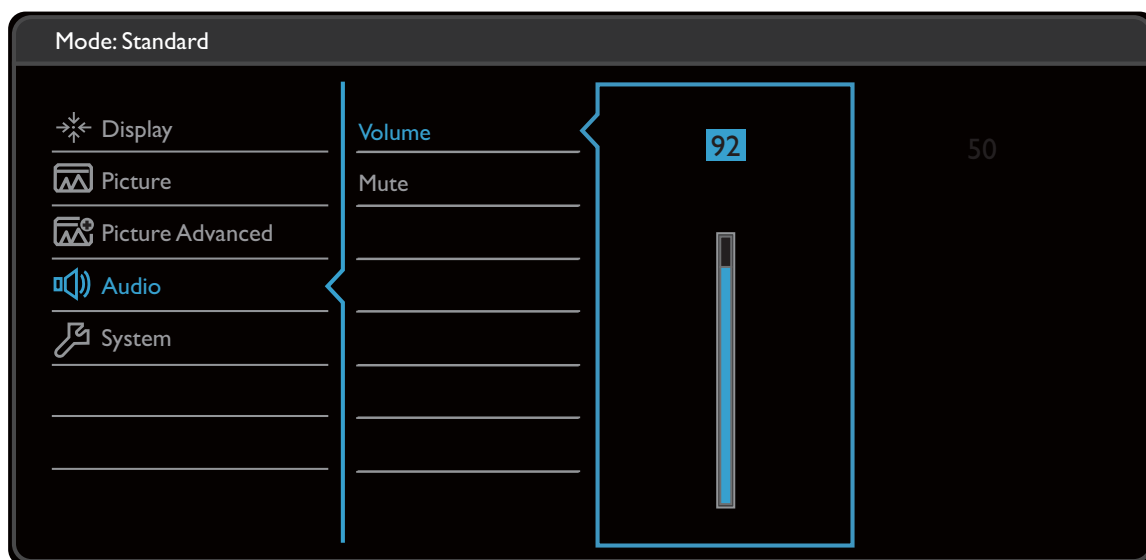 Mode: Standard
Display
Picture
Picture Advanced
Audio
System
Volume
Mute
92
50